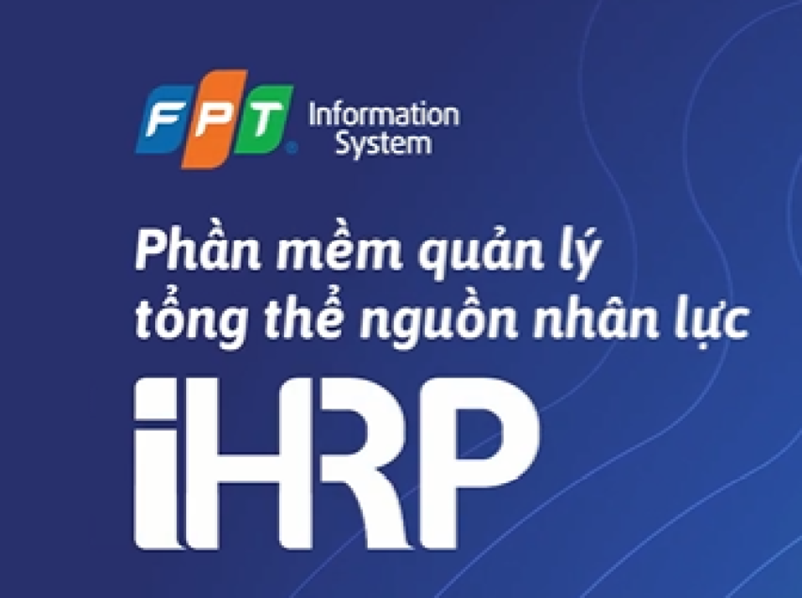 FPT Information
System
Phần mềm quản lý
tổng thể nguồn nhân lực
iHRP